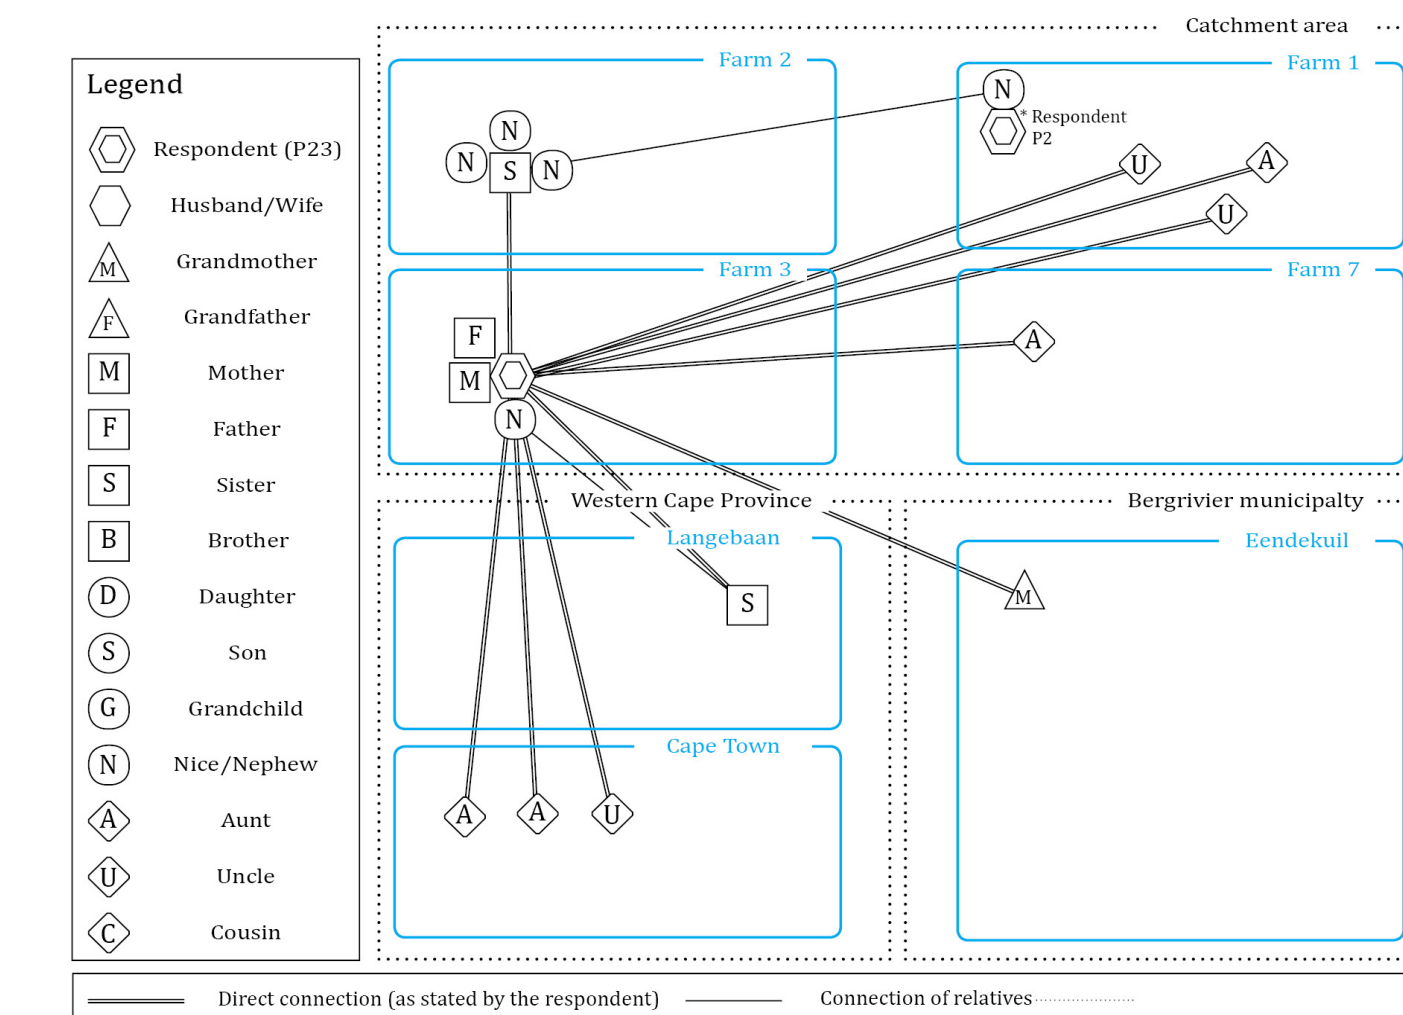 Catchment area
Farm 2
Farm 1
Legend
N
* Respondent
P2
N
N
S
N
U
A
U
Respondent (P23)
Husband/Wife
M Grandmother
F Grandfather
M Mother
F Father
S Sister
B Brother
D Daughter
S Son
G Grandchild
N Nice/Nephew
A Aunt
U Uncle
C Cousin
Farm 3
Farm 7
F
M
N
A
Western Cape Province
Bergrivier municipalty
Langebaan
Eendekuil
S
M
Cape Town
A
A
U
Direct connection (as stated by the respondent)
Connection of relatives